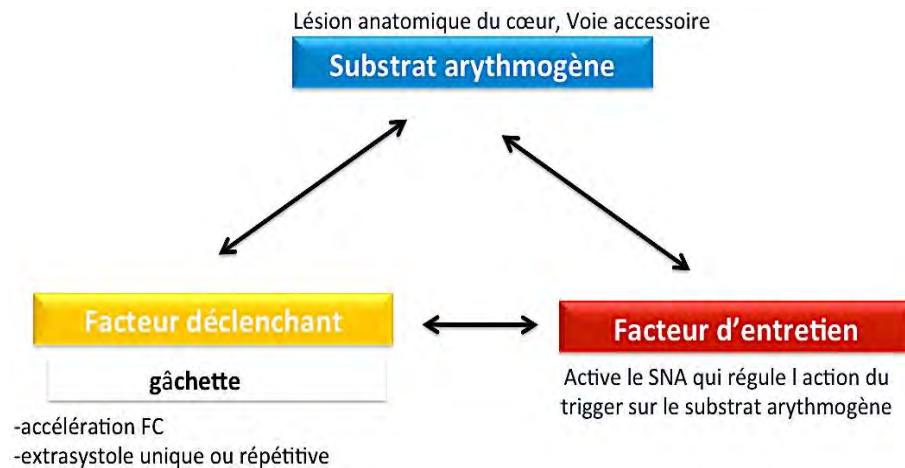 Lésion anatomique du cœur, Voie accessoire
Substrat arythmogène
Facteur déclenchant
gâchette
-accélération FC
-extrasystole unique ou répétitive
Facteur d'entretien
Active le SNA qui régule l action du
trigger sur le substrat arythmogène